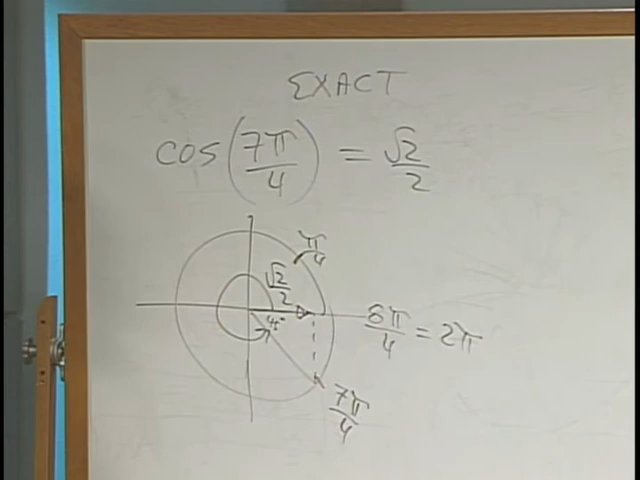 EXACT
cos(7π/4) = √2/2
π/4
√2/2
45°
8π/4 = 2π
7π/4